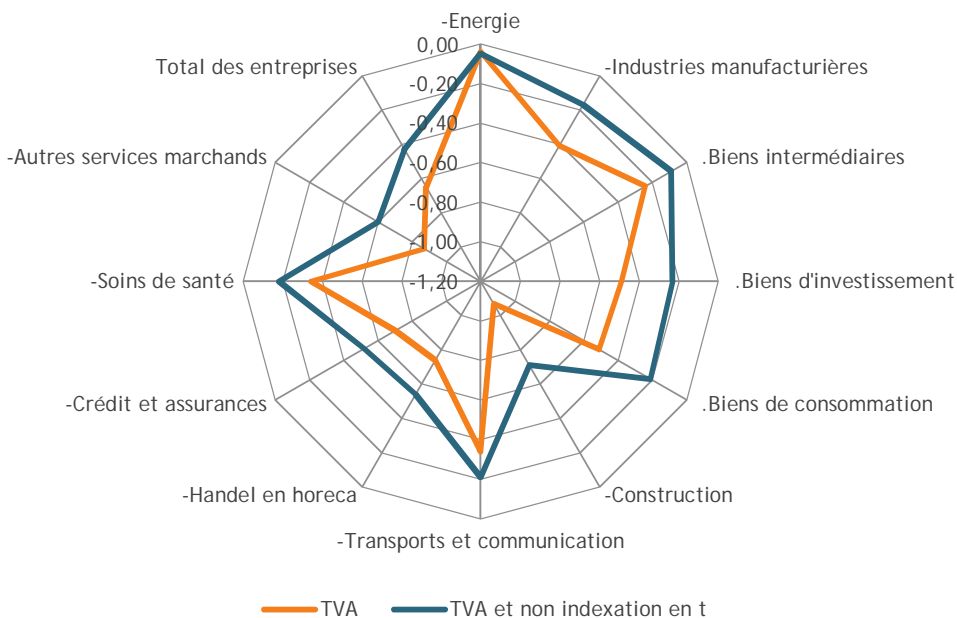 -Energie
0,00
Total des entreprises
-Industries manufacturières
-0,20
-0,40
-Autres services marchands
.Biens intermédiaires
-0,60
-0,80
-1,00
-Soins de santé
-1,20
.Biens d'investissement
-Crédit et assurances
.Biens de consommation
-Handel en horeca
-Construction
-Transports et communication
TVA
TVA et non indexation en t